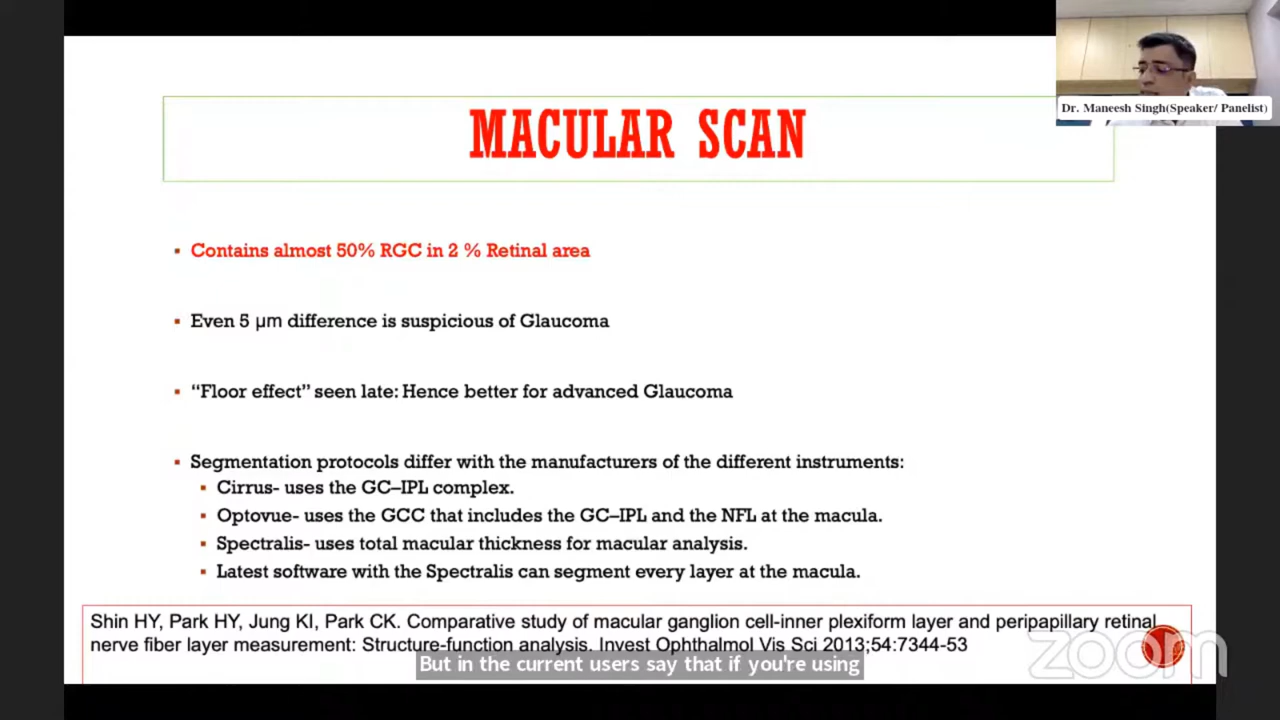 Dr. Maneesh Singh(Speaker/ Panelist)
MACULAR SCAN
▪ Contains almost 50% RGC in 2 % Retinal area
▪ Even 5 μm difference is suspicious of Glaucoma
▪ “Floor effect” seen late: Hence better for advanced Glaucoma
▪ Segmentation protocols differ with the manufacturers of the different instruments:
▪ Cirrus- uses the GC–IPL complex.
▪ Optovue- uses the GCC that includes the GC–IPL and the NFL at the macula.
▪ Spectralis- uses total macular thickness for macular analysis.
▪ Latest software with the Spectralis can segment every layer at the macula.
Shin HY, Park HY, Jung KI, Park CK. Comparative study of macular ganglion cell-inner plexiform layer and peripapillary retinal
nerve fiber layer measurement: Structure-function analysis. Invest Ophthalmol Vis Sci 2013;54:7344-53
zoom
But in the current users say that if you're using